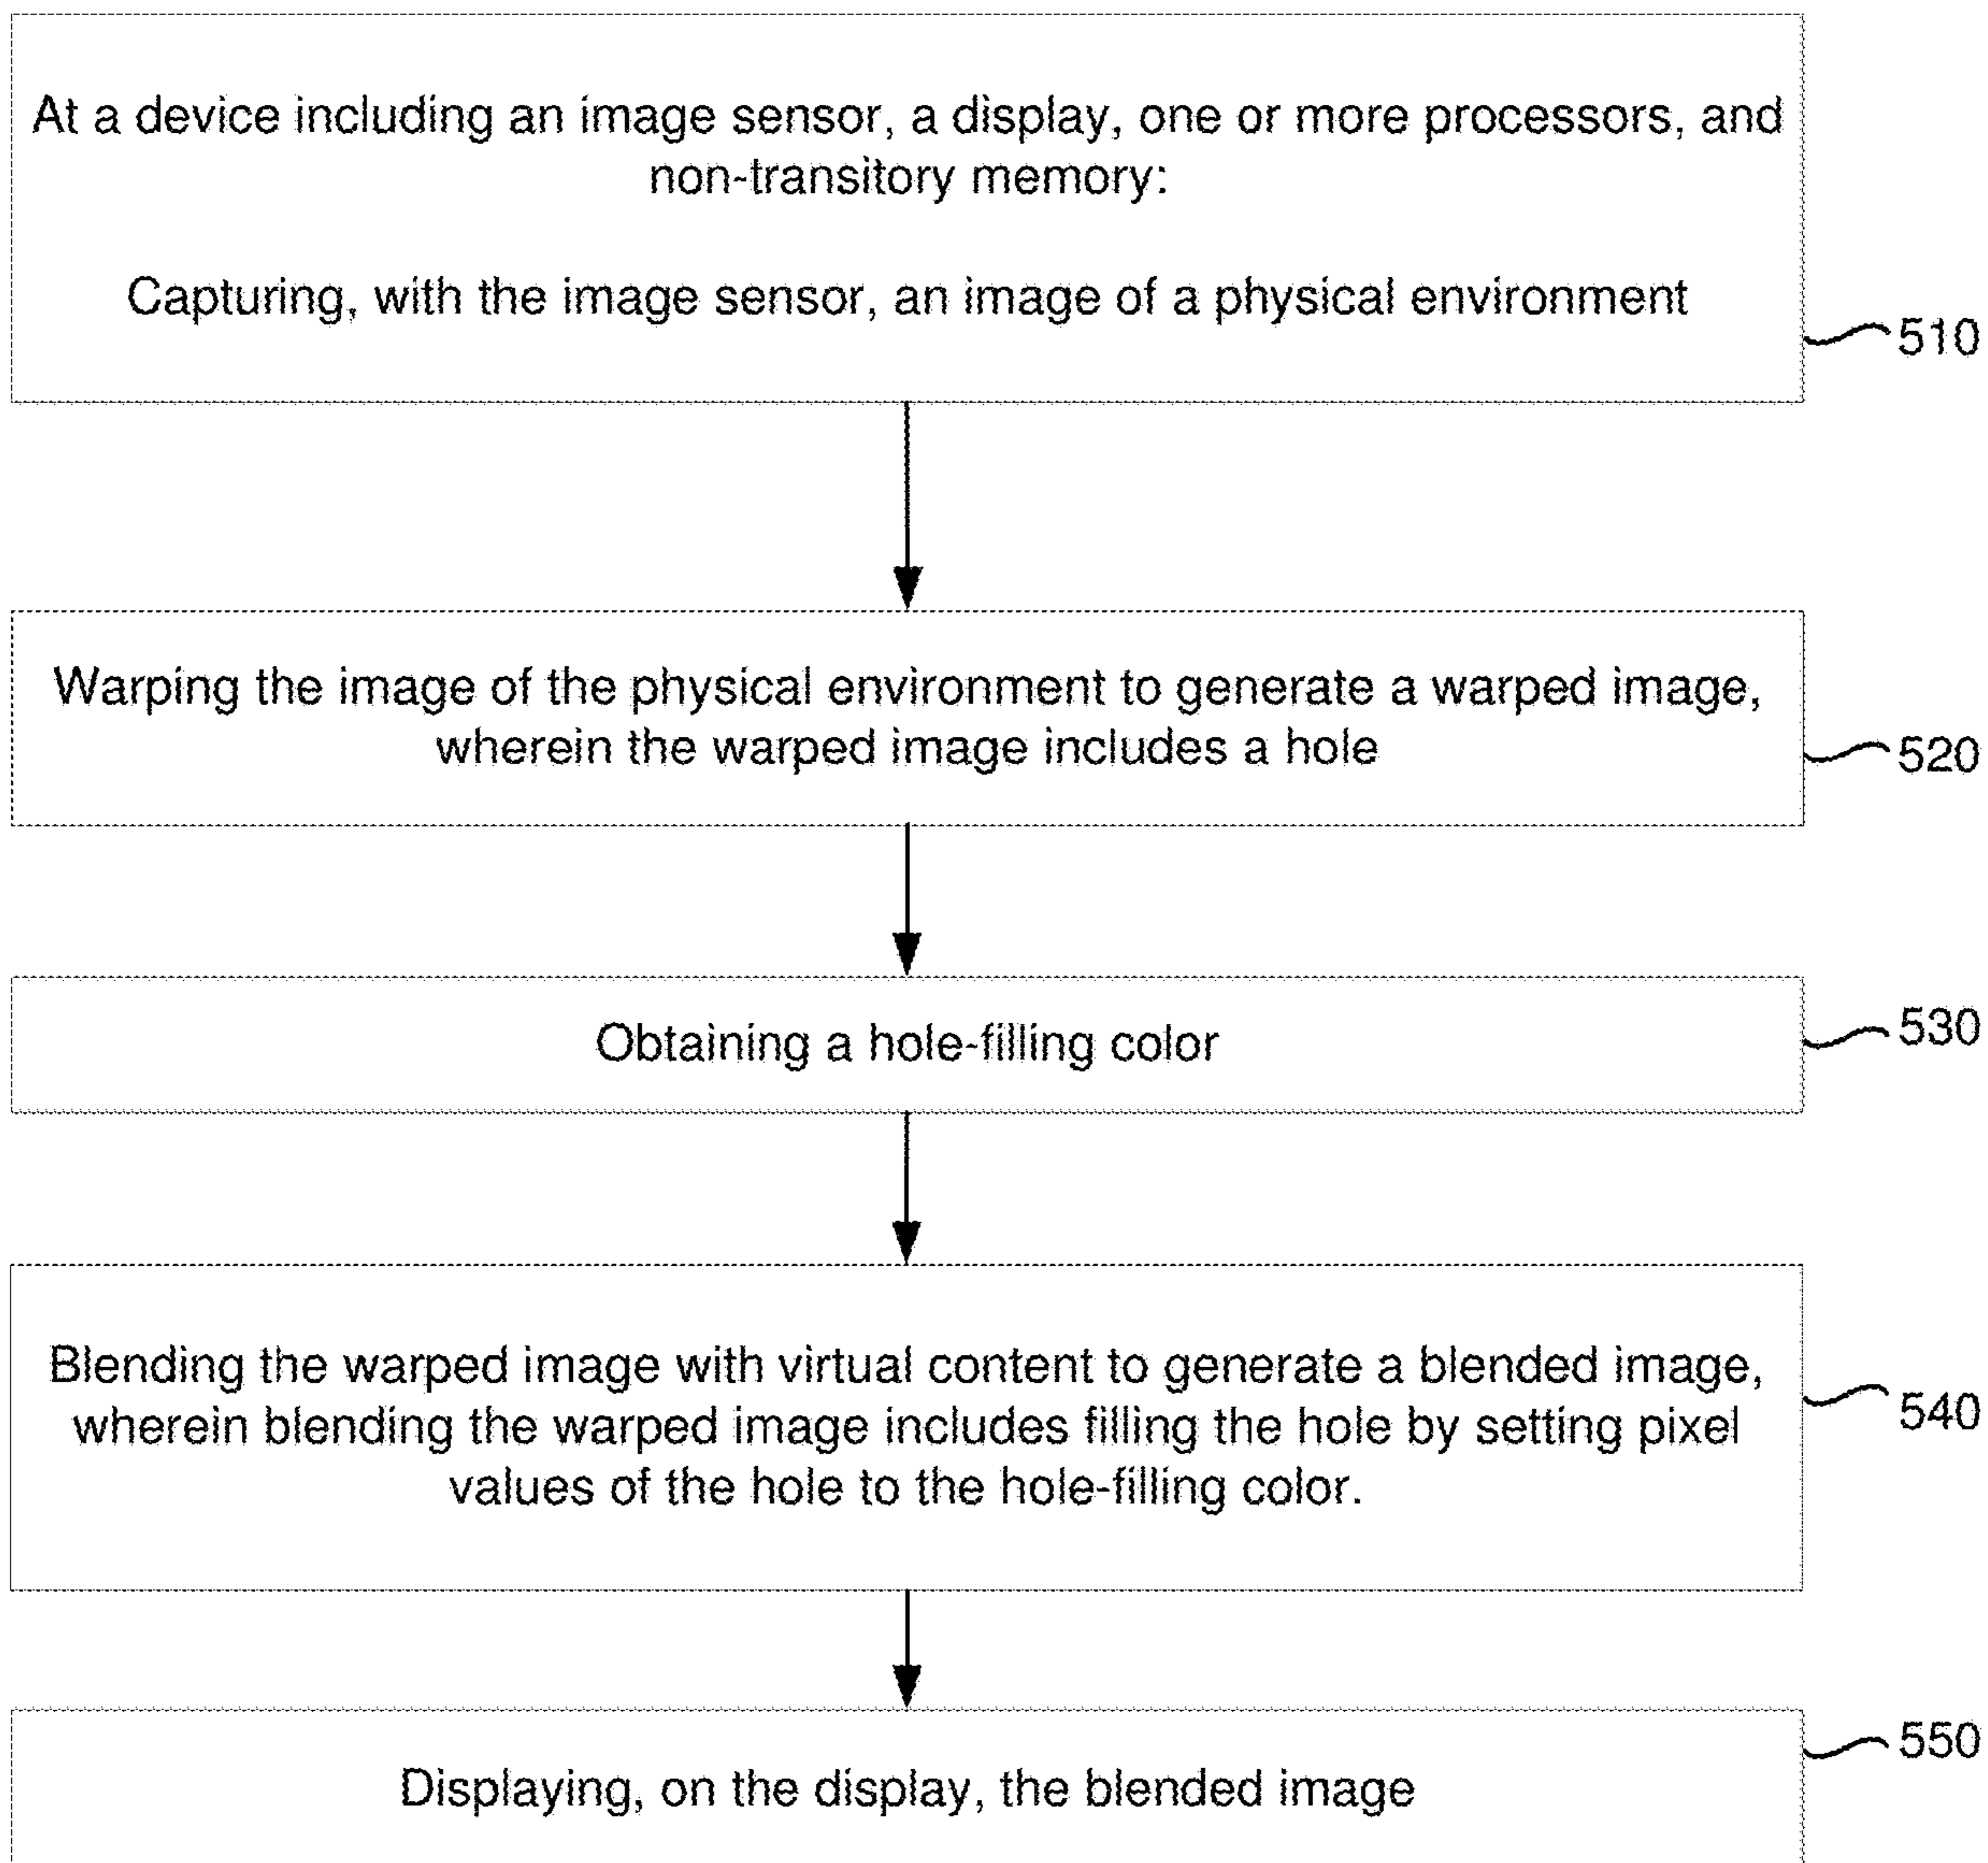 At a device including an image sensor, a display, one or more processors, and
non-transitory memory:
Capturing, with the image sensor, an image of a physical environment
510
Warping the image of the physical environment to generate a warped image,
wherein the warped image includes a hole
520
Obtaining a hole-filling color
530
Blending the warped image with virtual content to generate a blended image,
wherein blending the warped image includes filling the hole by setting pixel
values of the hole to the hole-filling color.
540
Displaying, on the display, the blended image
550